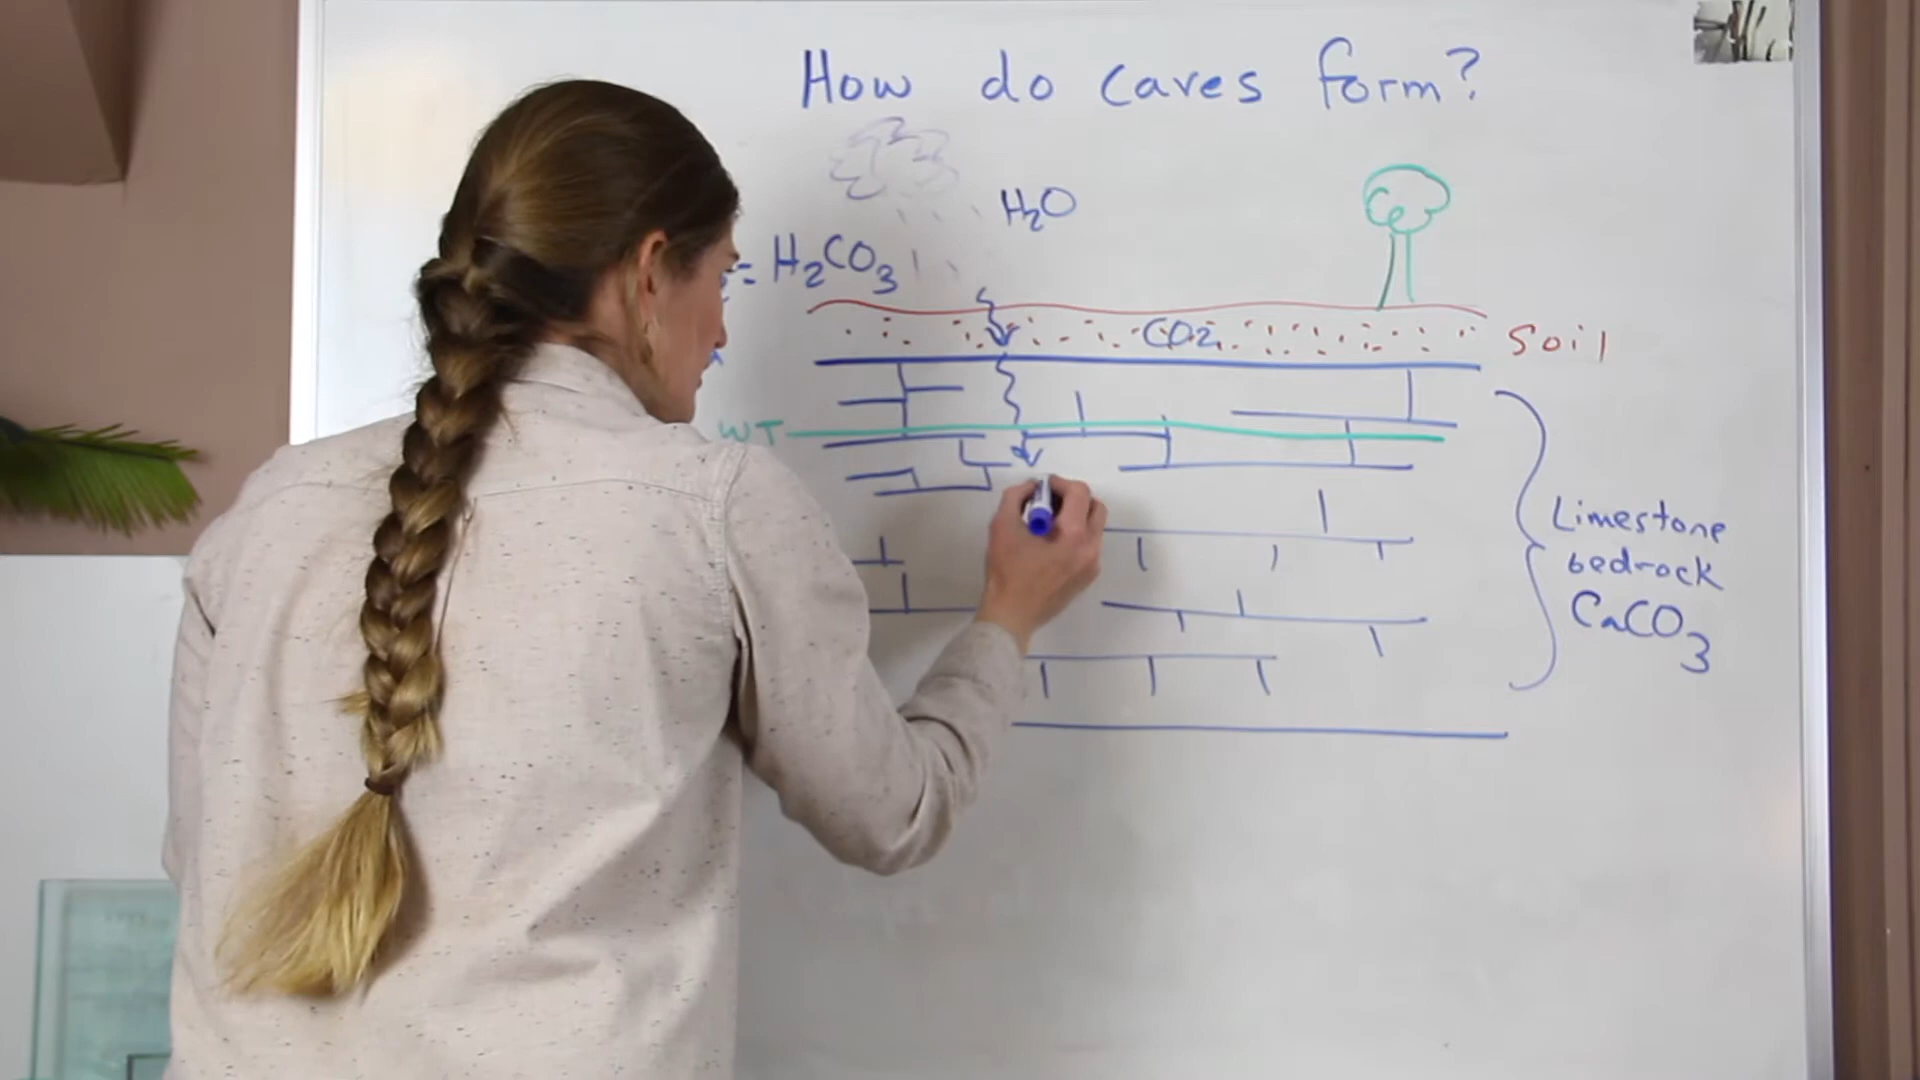 How do caves form?
H₂O
= H₂CO₃
CO₂
Soil
WT
Limestone
bedrock
CaCO₃